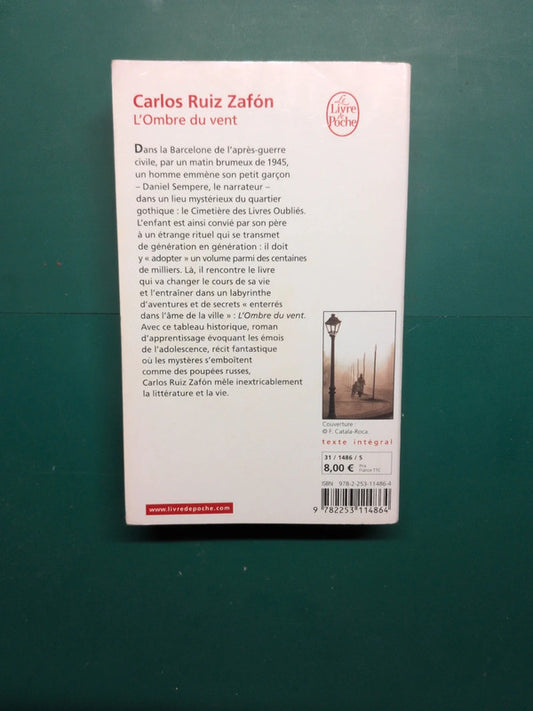 Carlos Ruiz Zafón
L'Ombre du vent
Le
Livre
de
Poche
Dans la Barcelone de l'après-guerre
civile, par un matin brumeux de 1945,
un homme emmène son petit garçon
– Daniel Sempere, le narrateur –
dans un lieu mystérieux du quartier
gothique : le Cimetière des Livres Oubliés.
L'enfant est ainsi convié par son père
à un étrange rituel qui se transmet
de génération en génération : il doit
y « adopter » un volume parmi des centaines
de milliers. Là, il rencontre le livre
qui va changer le cours de sa vie
et l'entraîner dans un labyrinthe
d'aventures et de secrets « enterrés
dans l'âme de la ville » : L'Ombre du vent.
Avec ce tableau historique, roman
d'apprentissage évoquant les émois
de l'adolescence, récit fantastique
où les mystères s'emboîtent
comme des poupées russes,
Carlos Ruiz Zafón mêle inextricablement
la littérature et la vie.
Couverture :
© F. Català-Roca.
texte intégral
31 / 1486 / 5
8,00 € Prix
France TTC
ISBN 978-2-253-11486-4
9 782253 114864
www.livredepoche.com